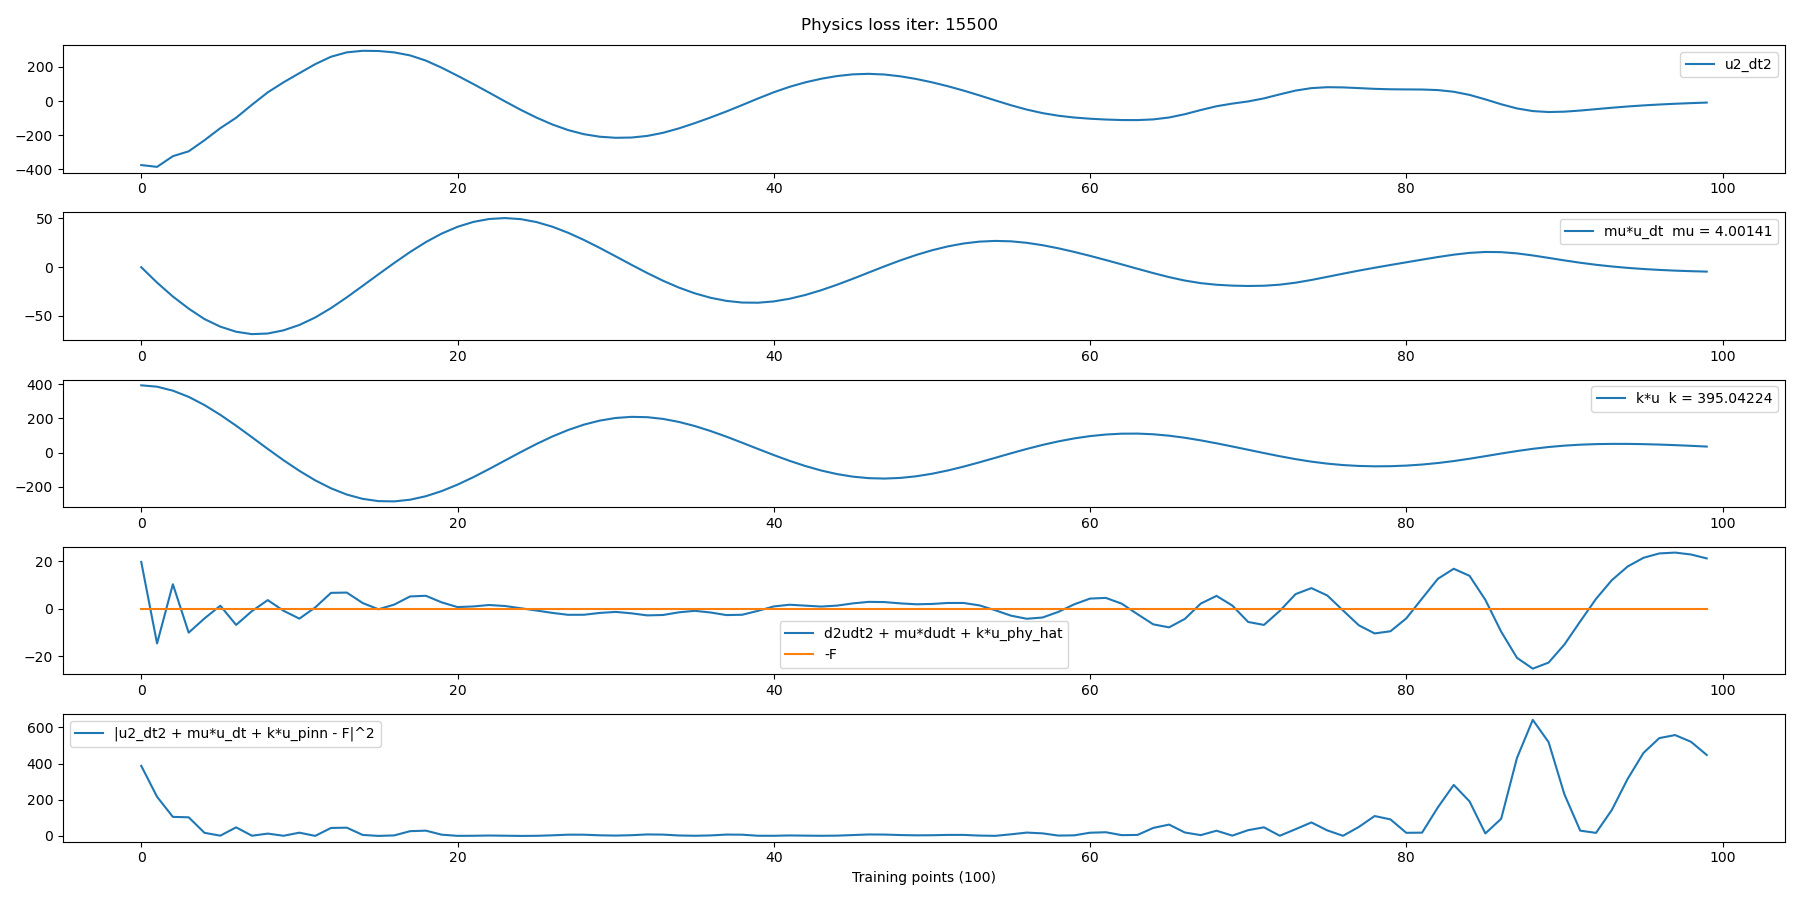 Physics loss iter: 15500
200
0
−200
−400
u2_dt2
0 20 40 60 80 100
50
0
−50
mu*u_dt  mu = 4.00141
0 20 40 60 80 100
400
200
0
−200
k*u  k = 395.04224
0 20 40 60 80 100
20
0
−20
d2udt2 + mu*dudt + k*u_phy_hat
-F
0 20 40 60 80 100
600
400
200
0
|u2_dt2 + mu*u_dt + k*u_pinn - F|^2
0 20 40 60 80 100
Training points (100)